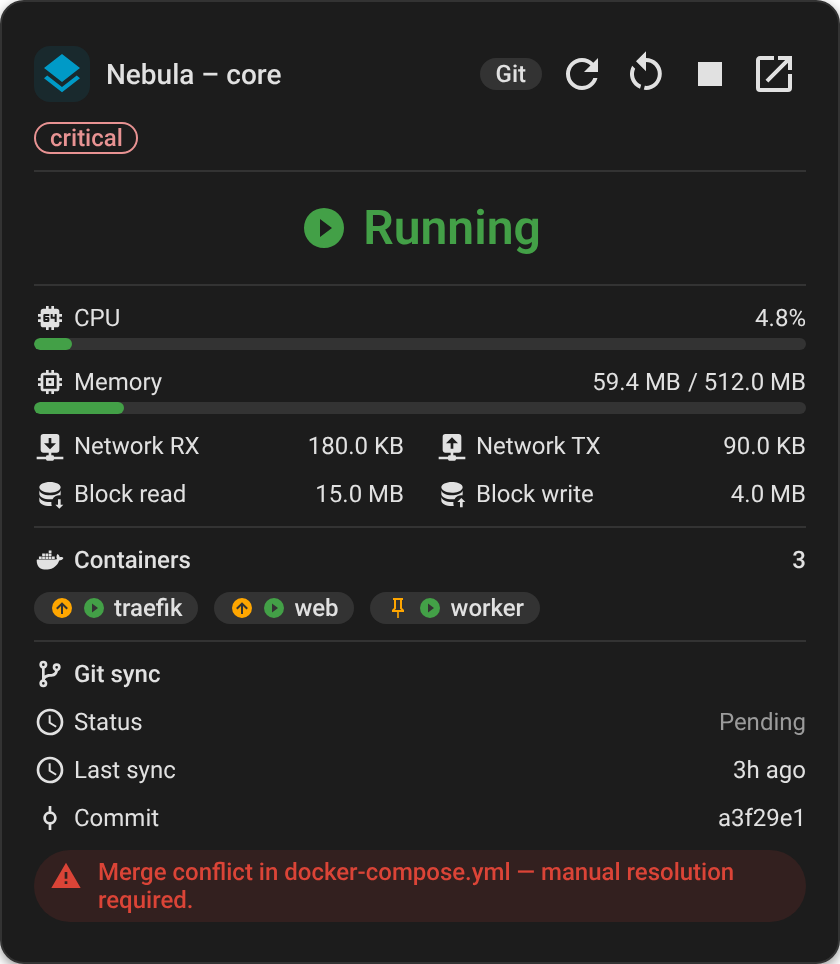 Nebula – core
Git
critical
Running
CPU 4.8%
Memory 59.4 MB / 512.0 MB
Network RX 180.0 KB Network TX 90.0 KB
Block read 15.0 MB Block write 4.0 MB
Containers 3
traefik web worker
Git sync
Status Pending
Last sync 3h ago
Commit a3f29e1
Merge conflict in docker-compose.yml — manual resolution
required.